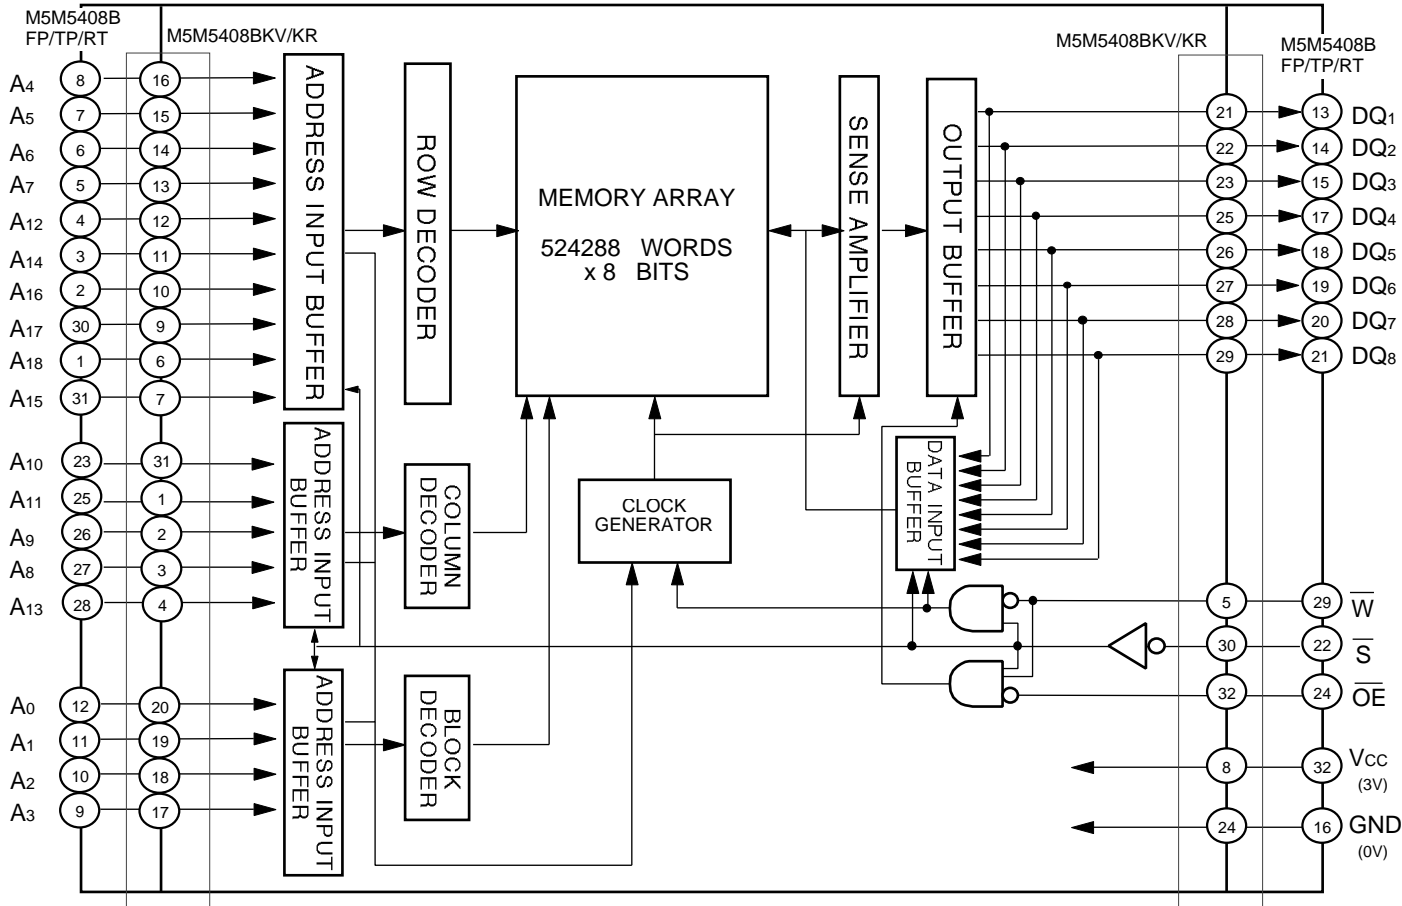 M5M5408B
FP/TP/RT
M5M5408BKV/KR
M5M5408BKV/KR
M5M5408B
FP/TP/RT
A4 8 16
A5 7 15
A6 6 14
A7 5 13
A12 4 12
A14 3 11
A16 2 10
A17 30 9
A18 1 6
A15 31 7
A10 23 31
A11 25 1
A9 26 2
A8 27 3
A13 28 4
A0 12 20
A1 11 19
A2 10 18
A3 9 17
ADDRESS INPUT BUFFER
ADDRESS INPUT
BUFFER
ADDRESS INPUT
BUFFER
ROW DECODER
COLUMN
DECODER
BLOCK
DECODER
MEMORY ARRAY
524288 WORDS
x 8 BITS
CLOCK
GENERATOR
SENSE AMPLIFIER
OUTPUT BUFFER
DATA INPUT
BUFFER
21 13 DQ1
22 14 DQ2
23 15 DQ3
25 17 DQ4
26 18 DQ5
27 19 DQ6
28 20 DQ7
29 21 DQ8
5 29 W̅
30 22 S̅
32 24 O̅E̅
8 32 VCC
(3V)
24 16 GND
(0V)